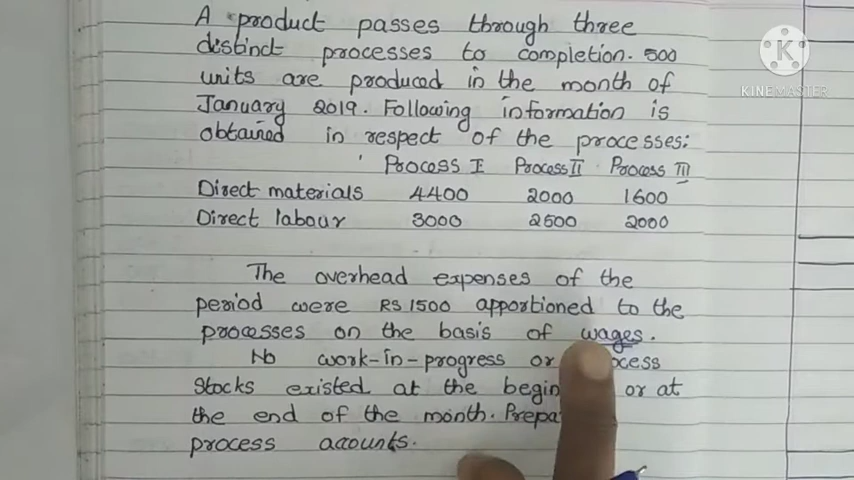 A product passes through three
distinct processes to completion. 500
units are produced in the month of
January 2019. Following information is
obtained in respect of the processes:
Process I Process II Process III
Direct materials 4400 2000 1600
Direct labour 3000 2500 2000
The overhead expenses of the
period were RS 1500 apportioned to the
processes on the basis of wages.
No work-in-progress or
stocks existed at the or at
the end of the month.
process accounts.
K
KINEMASTER